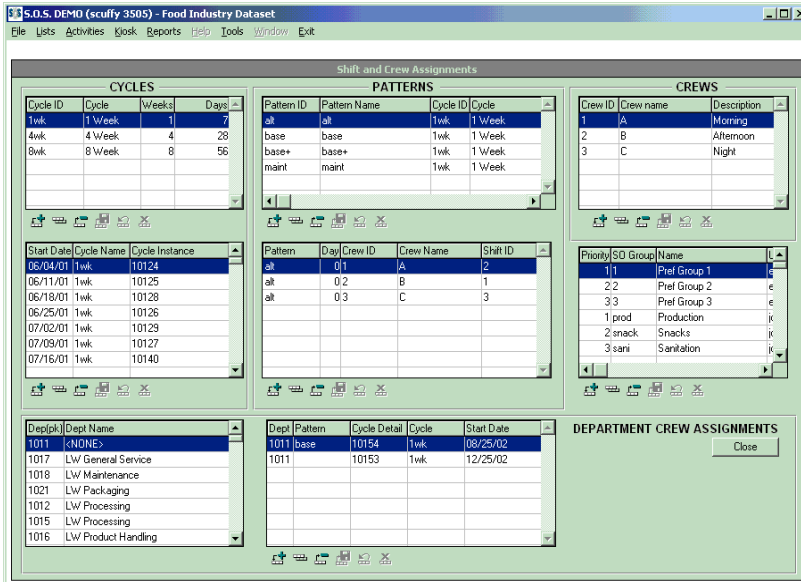 S.O.S. DEMO (scuffy 3505) - Food Industry Dataset
File Lists Activities Kiosk Reports Help Tools Window Exit
Shift and Crew Assignments
CYCLES
Cycle ID Cycle Weeks Days
1wk 1 Week 1 7
4wk 4 Week 4 28
8wk 8 Week 8 56
PATTERNS
Pattern ID Pattern Name Cycle ID Cycle
alt alt 1wk 1 Week
base base 1wk 1 Week
base+ base+ 1wk 1 Week
maint maint 1wk 1 Week
CREWS
Crew ID Crew name Description
1 A Morning
2 B Afternoon
3 C Night
Start Date Cycle Name Cycle Instance
06/04/01 1wk 10124
06/11/01 1wk 10125
06/18/01 1wk 10128
06/25/01 1wk 10126
07/02/01 1wk 10129
07/09/01 1wk 10127
07/16/01 1wk 10140
Pattern Day Crew ID Crew Name Shift ID
alt 0 1 A 2
alt 0 2 B 1
alt 0 3 C 3
Priority SO Group Name
1 1 Pref Group 1 e
2 2 Pref Group 2 e
3 3 Pref Group 3 e
1 prod Production
2 snack Snacks
3 sani Sanitation
Dep(pk) Dept Name
1011 <NONE>
1017 LW General Service
1018 LW Maintenance
1021 LW Packaging
1012 LW Processing
1015 LW Processing
1016 LW Product Handling
Dept Pattern Cycle Detail Cycle Start Date
1011 base 10154 1wk 08/25/02
1011 10153 1wk 12/25/02
DEPARTMENT CREW ASSIGNMENTS
Close